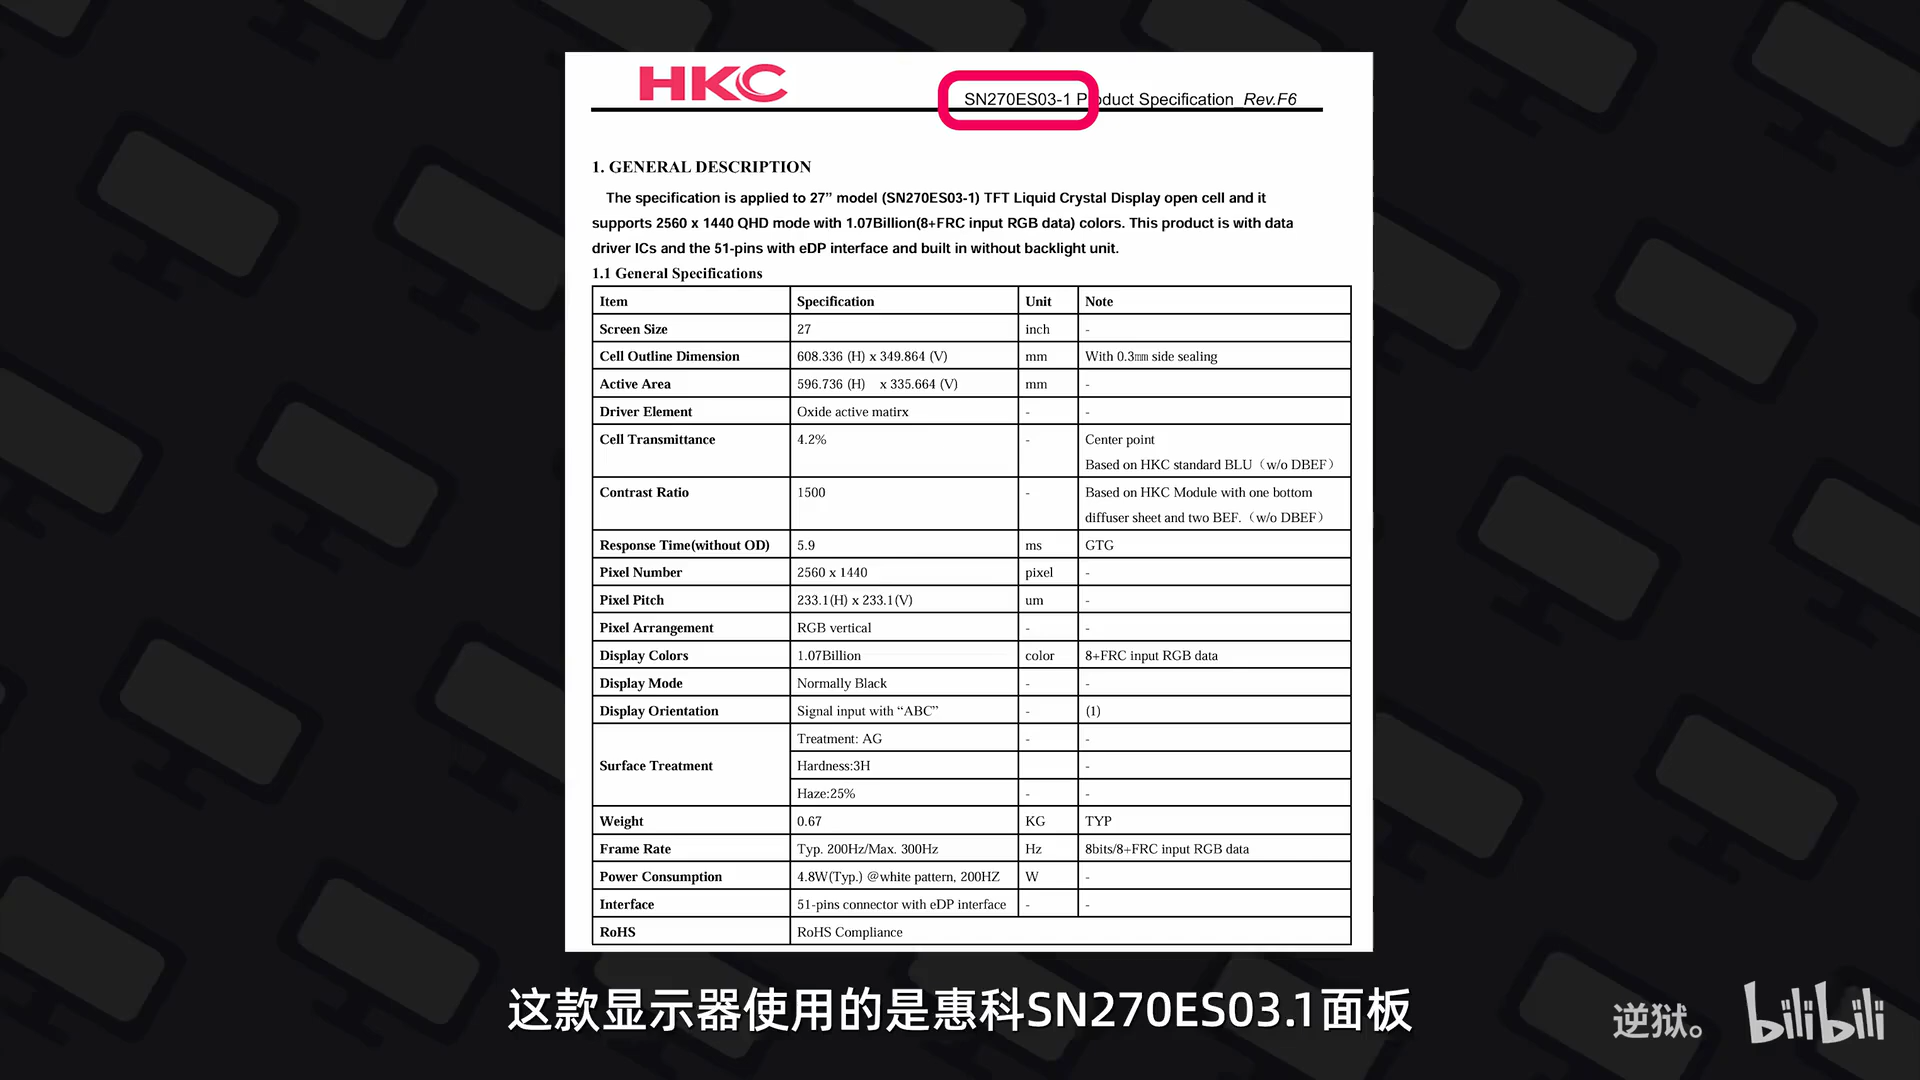 HKC
SN270ES03-1 Product Specification_Rev.F6
1. GENERAL DESCRIPTION
The specification is applied to 27” model (SN270ES03-1) TFT Liquid Crystal Display open cell and it
supports 2560 x 1440 QHD mode with 1.07Billion(8+FRC input RGB data) colors. This product is with data
driver ICs and the 51-pins with eDP interface and built in without backlight unit.
1.1 General Specifications
Item Specification Unit Note
Screen Size 27 inch -
Cell Outline Dimension 608.336 (H) x 349.864 (V) mm With 0.3mm side sealing
Active Area 596.736 (H) x 335.664 (V) mm -
Driver Element Oxide active matirx - -
Cell Transmittance 4.2% - Center point
Based on HKC standard BLU（w/o DBEF）
Contrast Ratio 1500 - Based on HKC Module with one bottom
diffuser sheet and two BEF.（w/o DBEF）
Response Time(without OD) 5.9 ms GTG
Pixel Number 2560 x 1440 pixel -
Pixel Pitch 233.1(H) x 233.1(V) um -
Pixel Arrangement RGB vertical - -
Display Colors 1.07Billion color 8+FRC input RGB data
Display Mode Normally Black - -
Display Orientation Signal input with “ABC” - (1)
Treatment: AG - -
Surface Treatment Hardness:3H -
Haze:25% - -
Weight 0.67 KG TYP
Frame Rate Typ. 200Hz/Max. 300Hz Hz 8bits/8+FRC input RGB data
Power Consumption 4.8W(Typ.) @white pattern, 200HZ W -
Interface 51-pins connector with eDP interface - -
RoHS RoHS Compliance
这款显示器使用的是惠科SN270ES03.1面板
逆狱。 bilibili